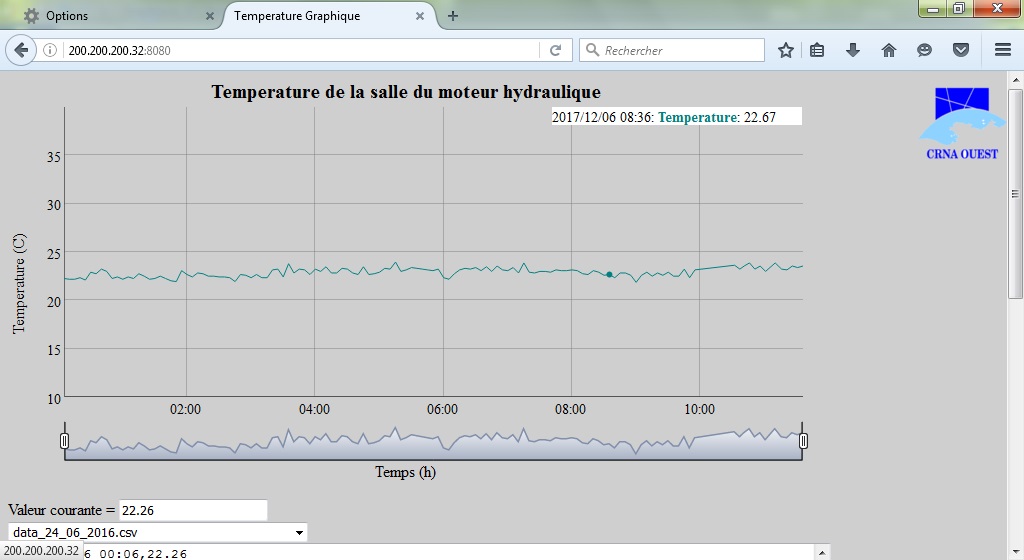 Options
Temperature Graphique
200.200.200.32:8080
Rechercher
Temperature de la salle du moteur hydraulique
2017/12/06 08:36: Temperature: 22.67
CRNA OUEST
35
30
25
20
15
10
Temperature (C)
02:00 04:00 06:00 08:00 10:00
Temps (h)
Valeur courante = 22.26
data_24_06_2016.csv
200.200.200.32
6 00:06,22.26